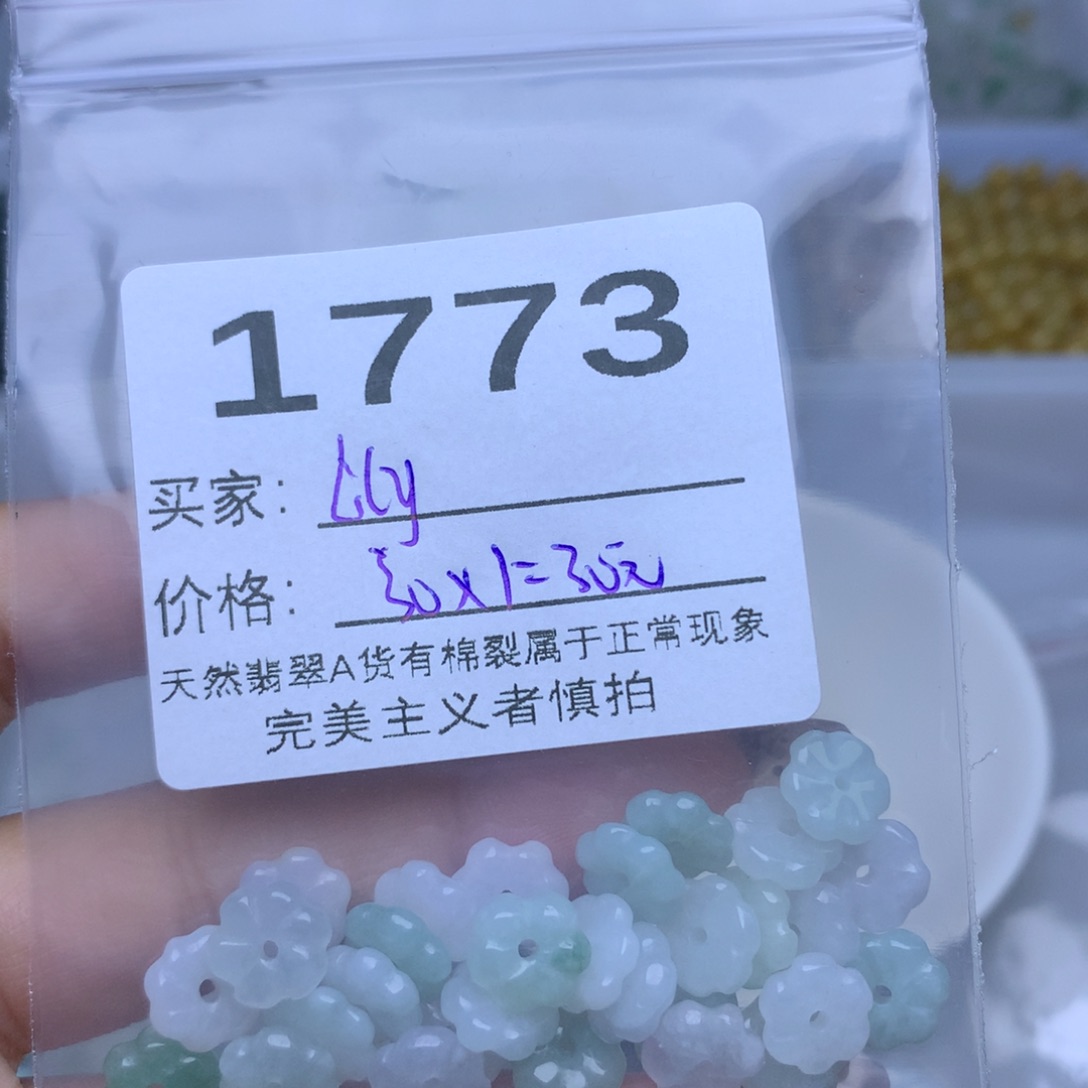 1773
买家: Lily
价格: 30x1=30元
天然翡翠A货有棉裂属于正常现象
完美主义者慎拍